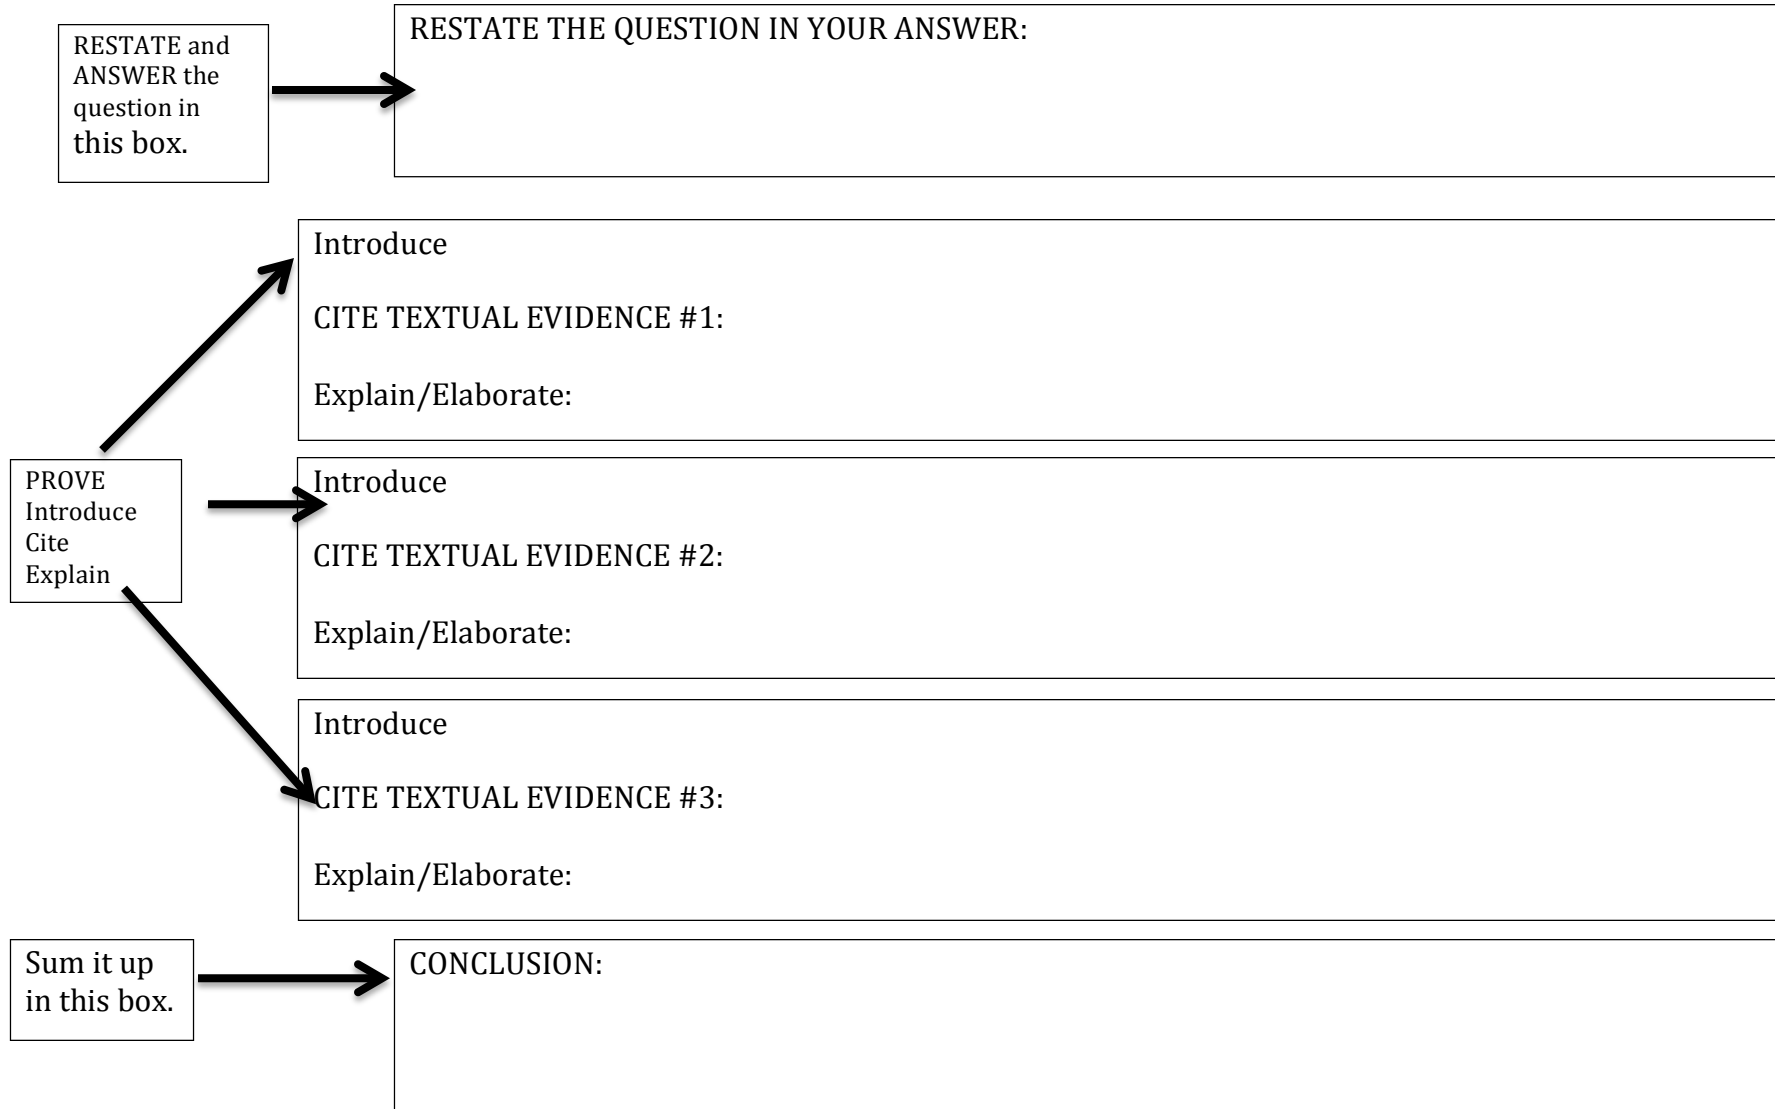 RESTATE and
ANSWER the
question in
this box.
RESTATE THE QUESTION IN YOUR ANSWER:
Introduce
CITE TEXTUAL EVIDENCE #1:
Explain/Elaborate:
PROVE
Introduce
Cite
Explain
Introduce
CITE TEXTUAL EVIDENCE #2:
Explain/Elaborate:
Introduce
CITE TEXTUAL EVIDENCE #3:
Explain/Elaborate:
Sum it up
in this box.
CONCLUSION: